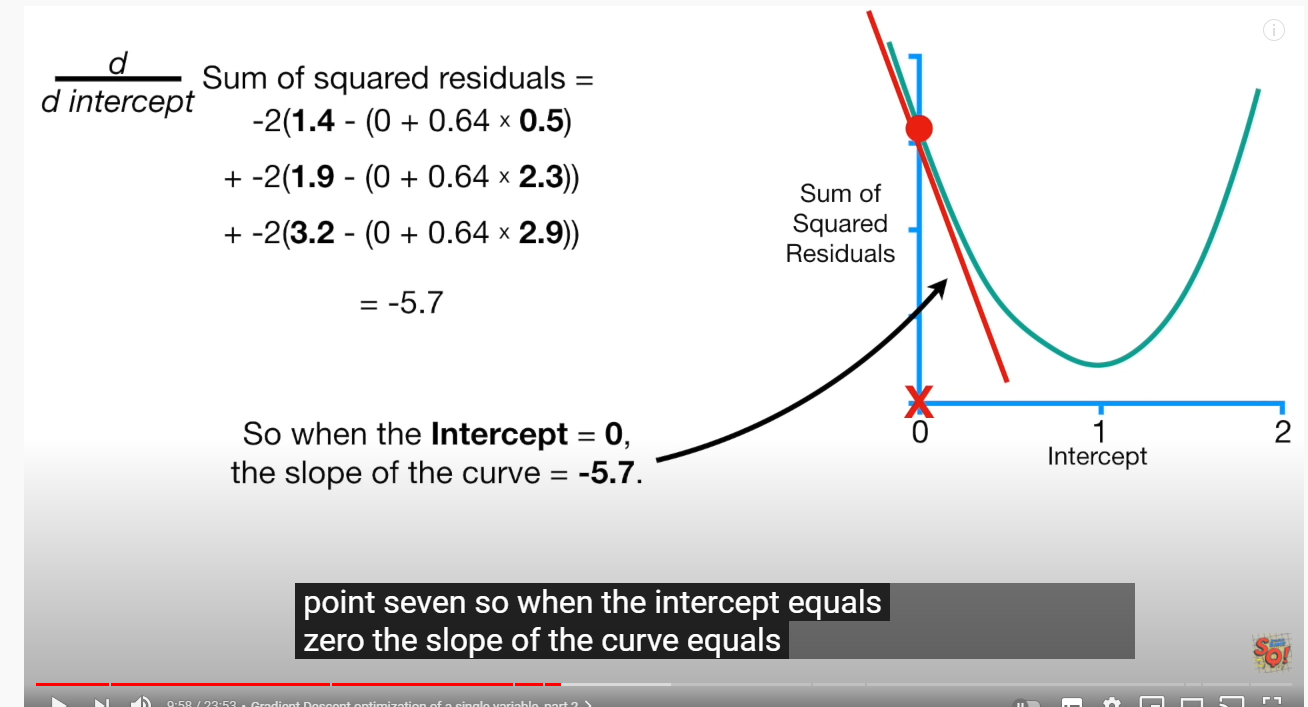 d
d intercept
Sum of squared residuals =
-2(1.4 - (0 + 0.64 × 0.5)
+ -2(1.9 - (0 + 0.64 × 2.3))
+ -2(3.2 - (0 + 0.64 × 2.9))
= -5.7
Sum of
Squared
Residuals
X
0
1
2
Intercept
So when the Intercept = 0,
the slope of the curve = -5.7.
point seven so when the intercept equals
zero the slope of the curve equals
SQ!
9:58 / 23:53 • Gradient Descent optimization of a single variable, part 2 >